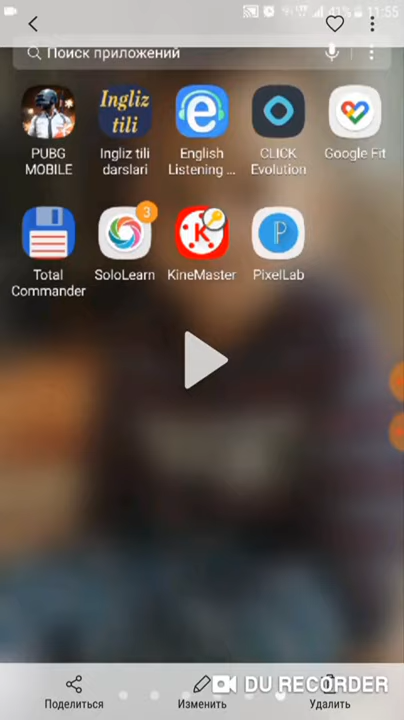 41% 11:55
Поиск приложений
Ingliz
tili
PUBG
MOBILE
Ingliz tili
darslari
English
Listening ...
CLICK
Evolution
Google Fit
3
K
P
Total
Commander
SoloLearn
KineMaster
PixelLab
DU RECORDER
Поделиться
Изменить
Удалить